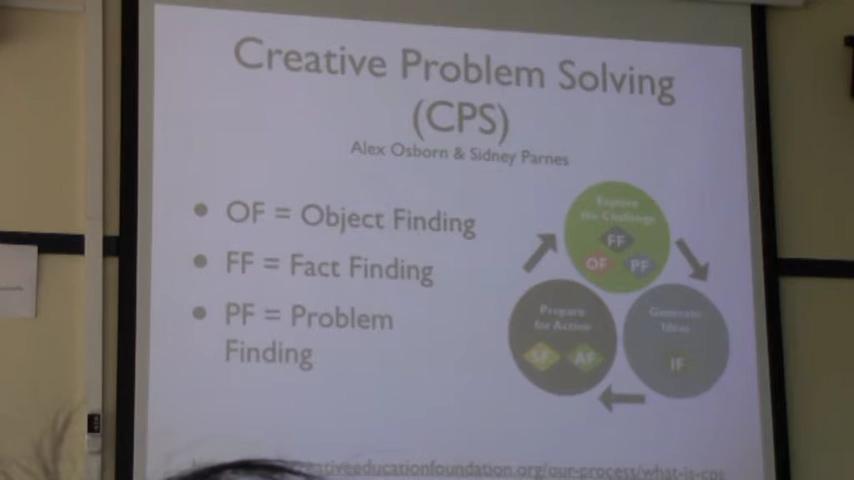 Creative Problem Solving
(CPS)
Alex Osborn & Sidney Parnes
OF = Object Finding
FF = Fact Finding
PF = Problem
Finding
Explore
the Challenge
FF
OF PF
Prepare
for Action
SF AF
Generate
Ideas
IF
ativeeducationfoundation.org/our-process/what-is-cps